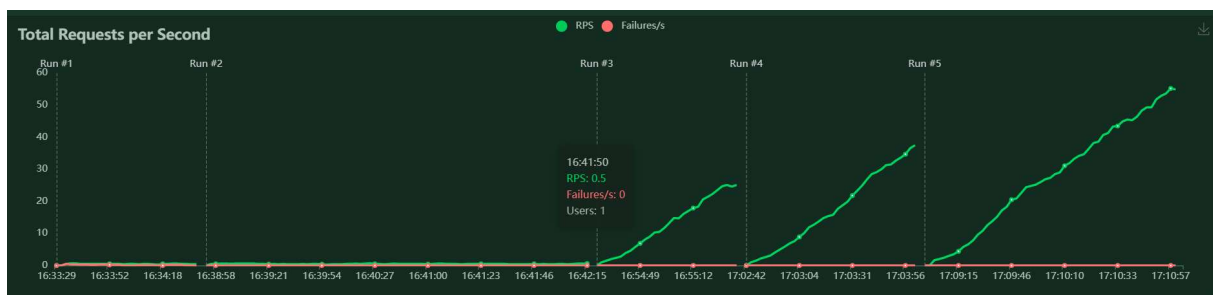 Total Requests per Second
RPS Failures/s
Run #1 Run #2 Run #3 Run #4 Run #5
60
50
40
30
20
10
0
16:41:50
RPS: 0.5
Failures/s: 0
Users: 1
16:33:29 16:33:52 16:34:18 16:38:58 16:39:21 16:39:54 16:40:27 16:41:00 16:41:23 16:41:46 16:42:15 16:54:49 16:55:12 17:02:42 17:03:04 17:03:31 17:03:56 17:09:15 17:09:46 17:10:10 17:10:33 17:10:57